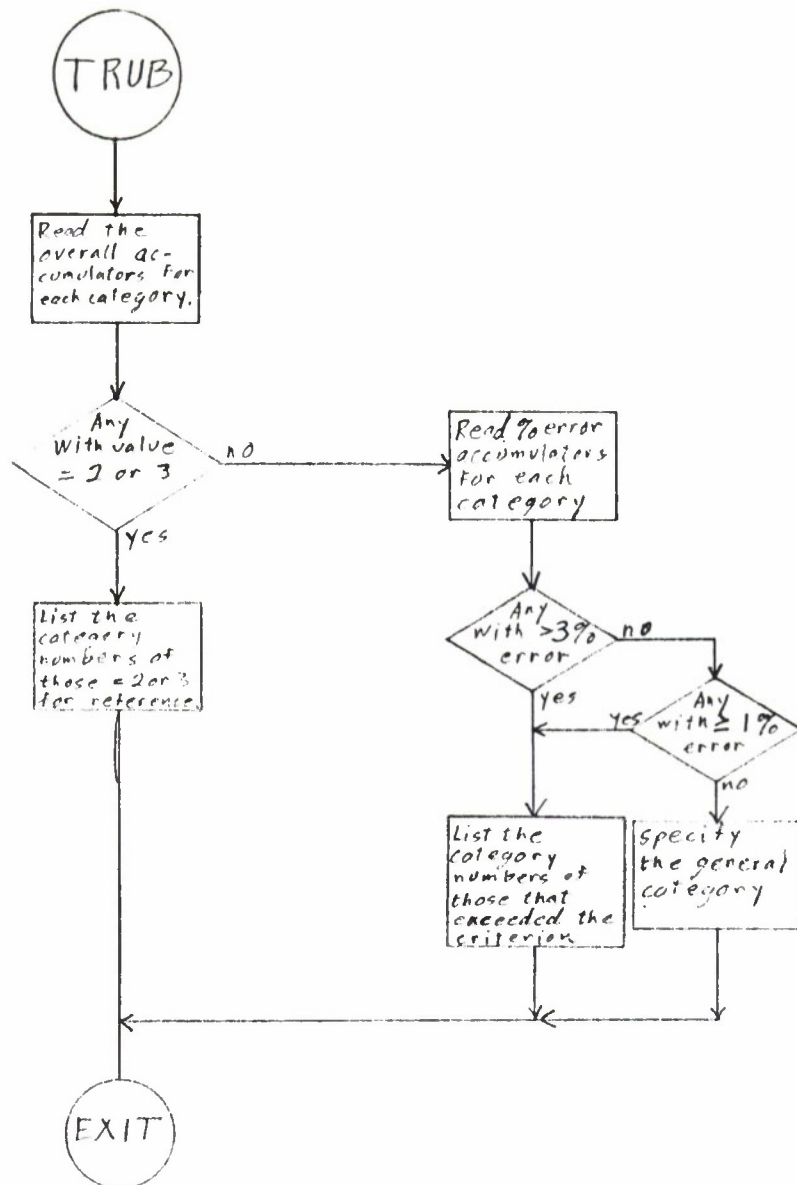 TRUB
Read the
overall ac-
cumulators for
each category.
Any
with value
= 2 or 3
no
yes
List the
category
numbers of
those = 2 or 3
for reference.
Read % error
accumulators
for each
category
Any
with >3%
error
no
yes
Any
with ≥ 1%
error
yes
no
List the
category
numbers of
those that
exceeded the
criterion
specify
the general
category
EXIT